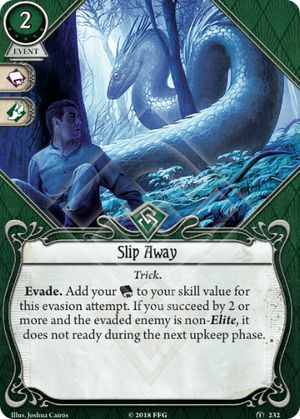 2
EVENT
Slip Away
Trick.
Evade. Add your to your skill value for
this evasion attempt. If you succeed by 2 or
more and the evaded enemy is non-Elite, it
does not ready during the next upkeep phase.
Illus. Joshua Cairós
© 2018 FFG
232